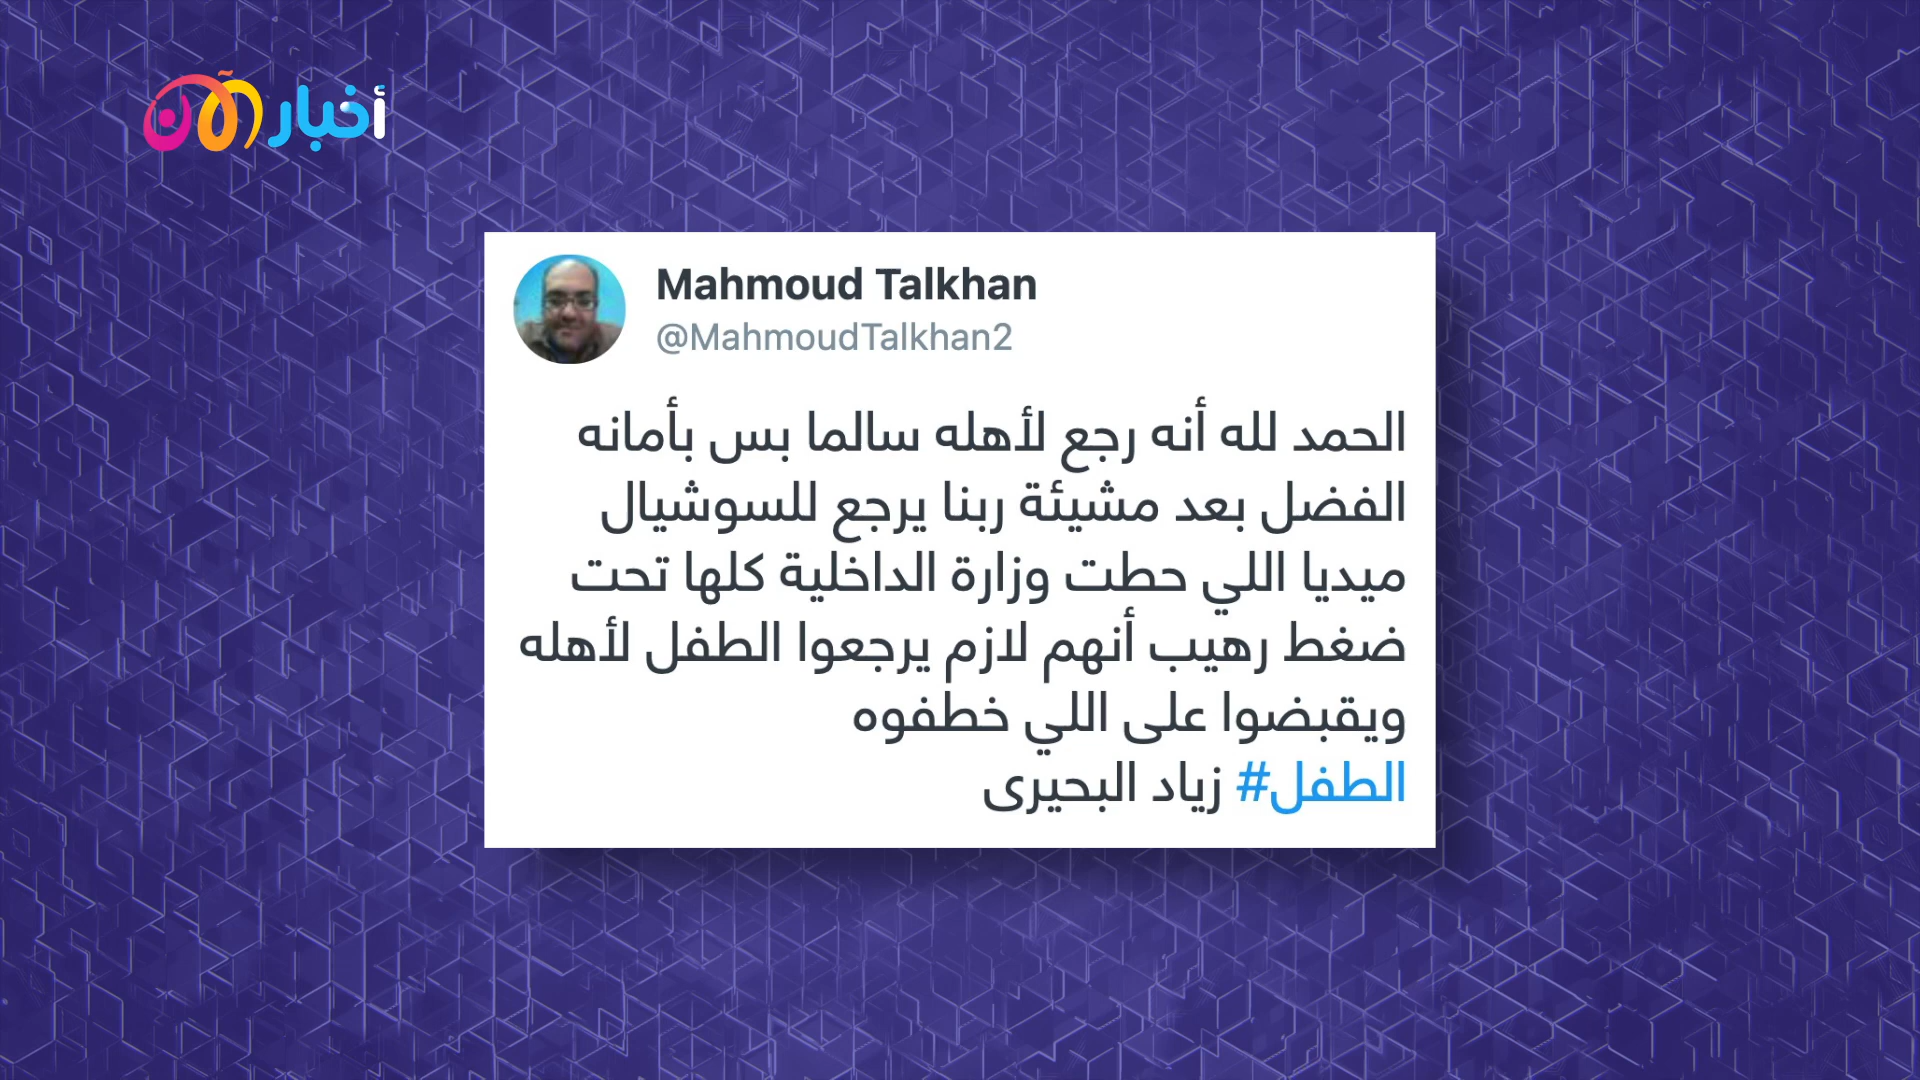 أخبار الآن
Mahmoud Talkhan
@MahmoudTalkhan2
الحمد لله أنه رجع لأهله سالما بس بأمانه
الفضل بعد مشيئة ربنا يرجع للسوشيال
ميديا اللي حطت وزارة الداخلية كلها تحت
ضغط رهيب أنهم لازم يرجعوا الطفل لأهله
ويقبضوا على اللي خطفوه
الطفل# زياد البحيرى